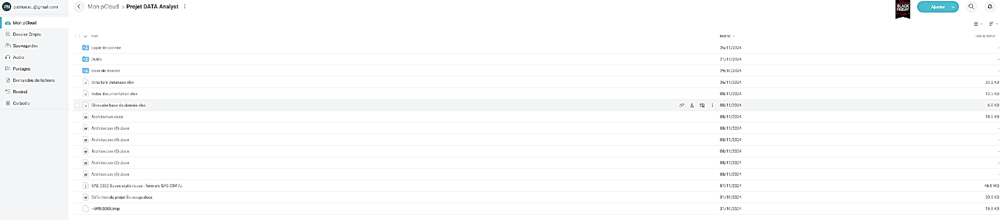 PN patrice.n...@gmail.com
Mon pCloud
Dossier Crypto
Sauvegardes
Audio
Partages
Demandes de fichiers
Rewind
Corbeille
Mon pCloud > Projet DATA Analyst
BLACK
FRIDAY
Sale
Ajouter
Nom Modifié Taille du fichier
copie de donnée 26/11/2024 -
Outils 21/11/2024 -
Base de donnée 29/10/2024 -
Structure Database.xlsx 26/11/2024 23.2 KB
Index documentation.xlsx 08/11/2024 13.5 KB
Glossaire base de donnée.xlsx 08/11/2024 6.0 KB
Architecture.docx 08/11/2024 18.6 KB
Architecture (6).docx 08/11/2024 -
Architecture (4).docx 08/11/2024 -
Architecture (5).docx 08/11/2024 -
Architecture (2).docx 08/11/2024 -
Architecture (3).docx 08/11/2024 -
SAE 2022 Bases statistiques - formats SAS-CSV.7z 07/11/2024 46.6 MB
Définition du projet fils rouge.docx 31/10/2024 20.5 KB
~WRL0005.tmp 31/10/2024 19.8 KB